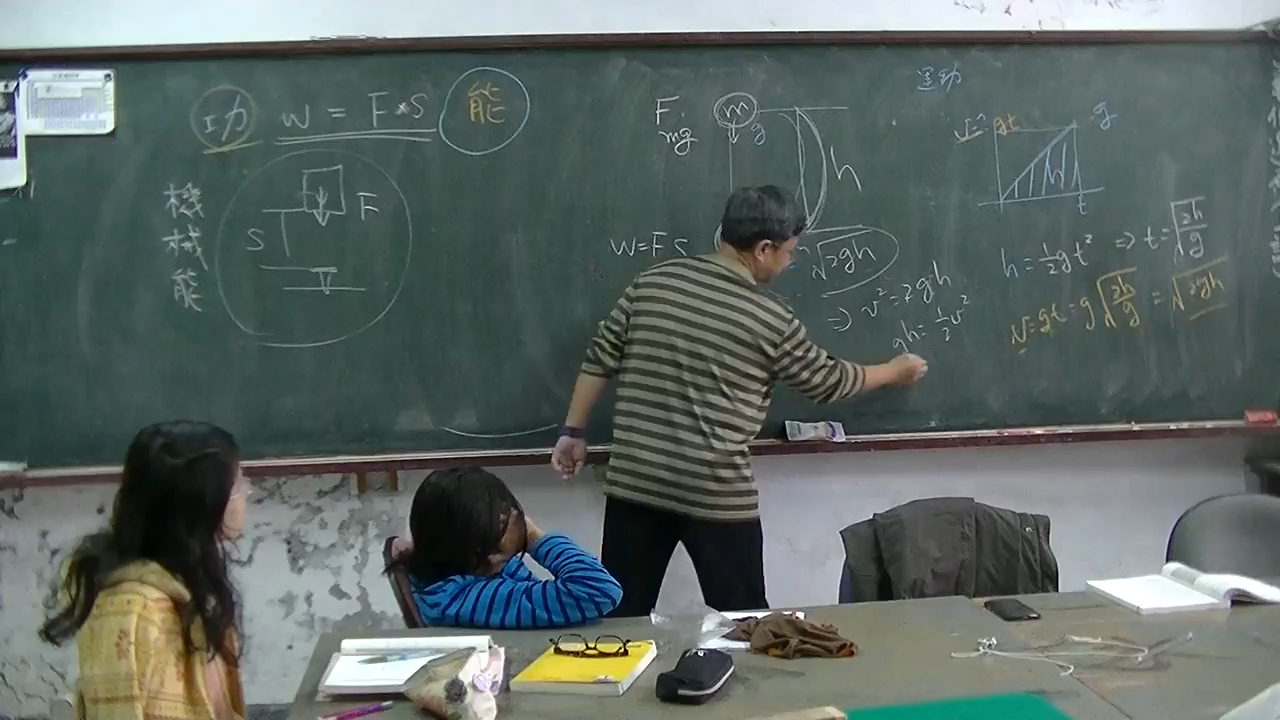 功 W = F*S 能
機械能
F
S
F
mg
m
g
h
W=F S
√2gh
⇒ v²=2gh
gh=½v²
運動
v=gt
g
t
h=½gt² ⇒ t=√2h/g
v=gt=g√2h/g=√2gh